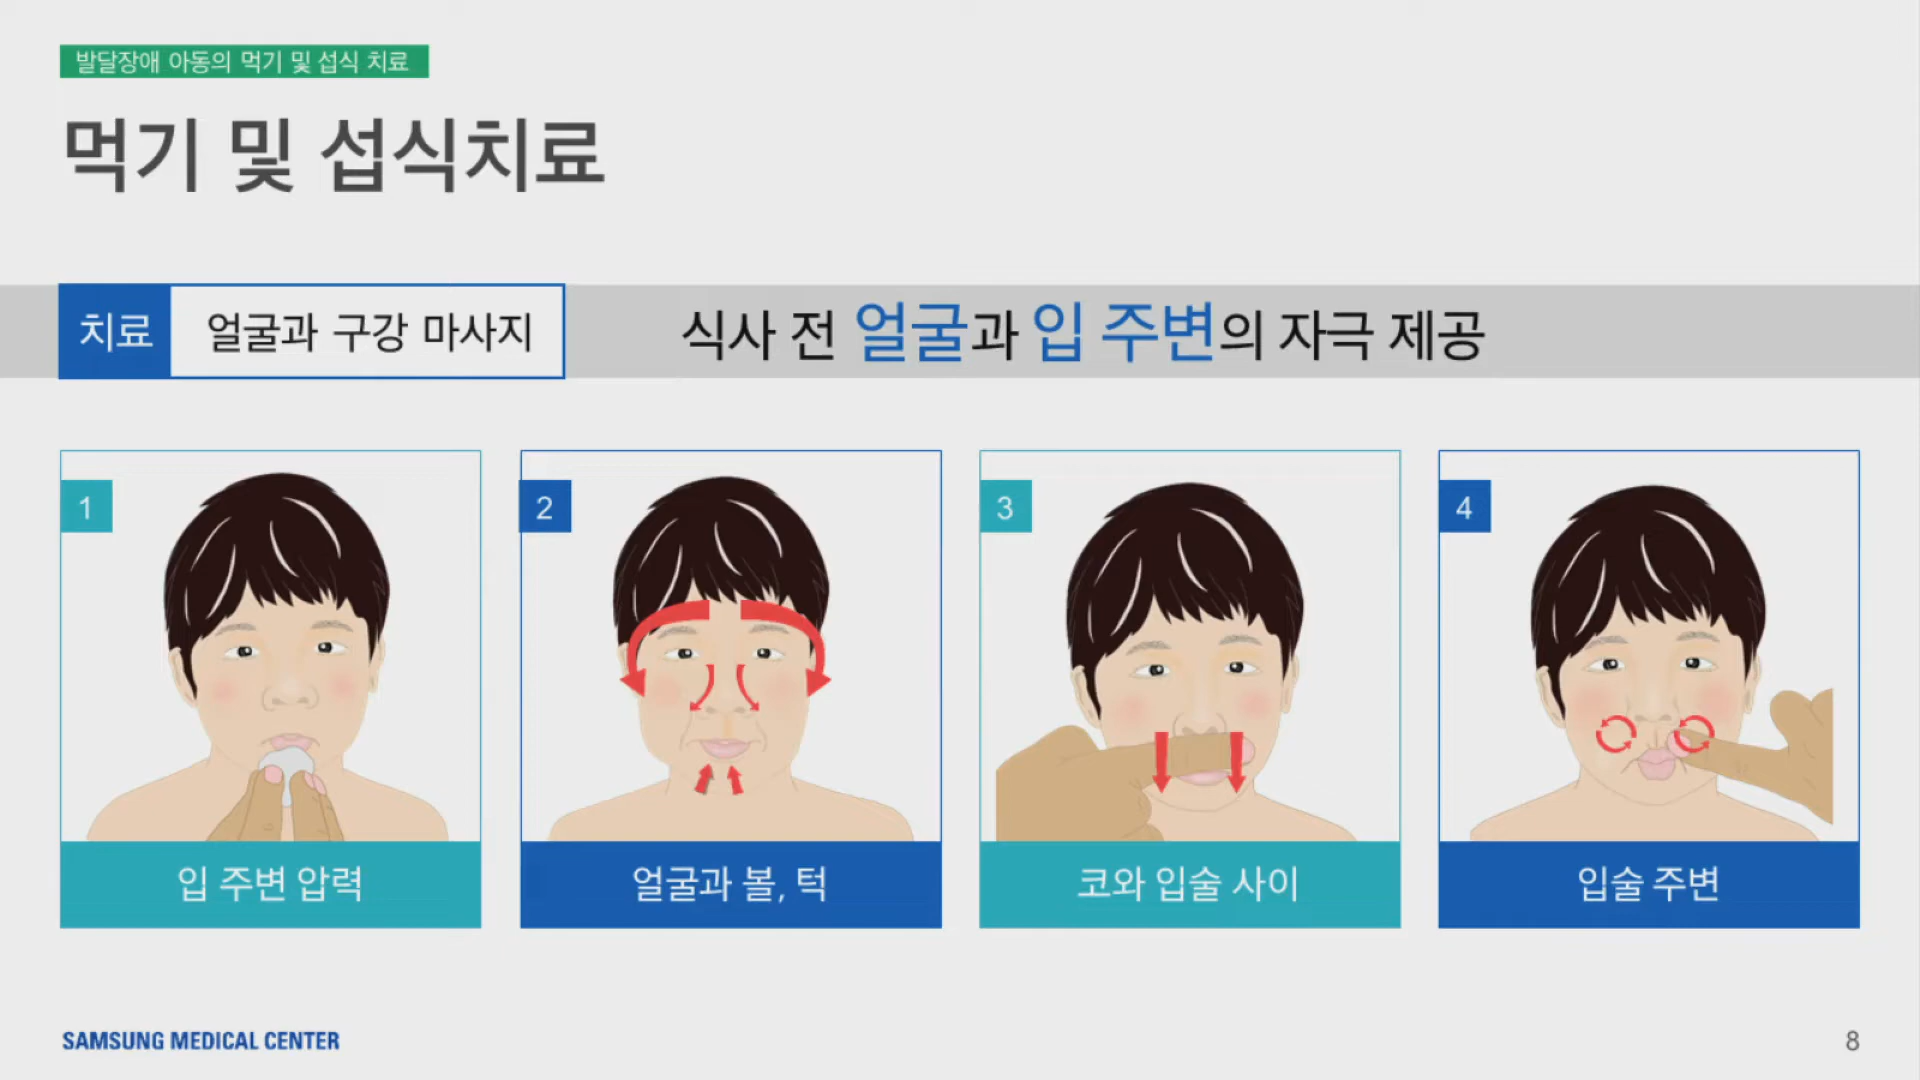 발달장애 아동의 먹기 및 섭식 치료
먹기 및 섭식치료
치료 얼굴과 구강 마사지 식사 전 얼굴과 입 주변의 자극 제공
1
2
3
4
입 주변 압력
얼굴과 볼, 턱
코와 입술 사이
입술 주변
SAMSUNG MEDICAL CENTER
8